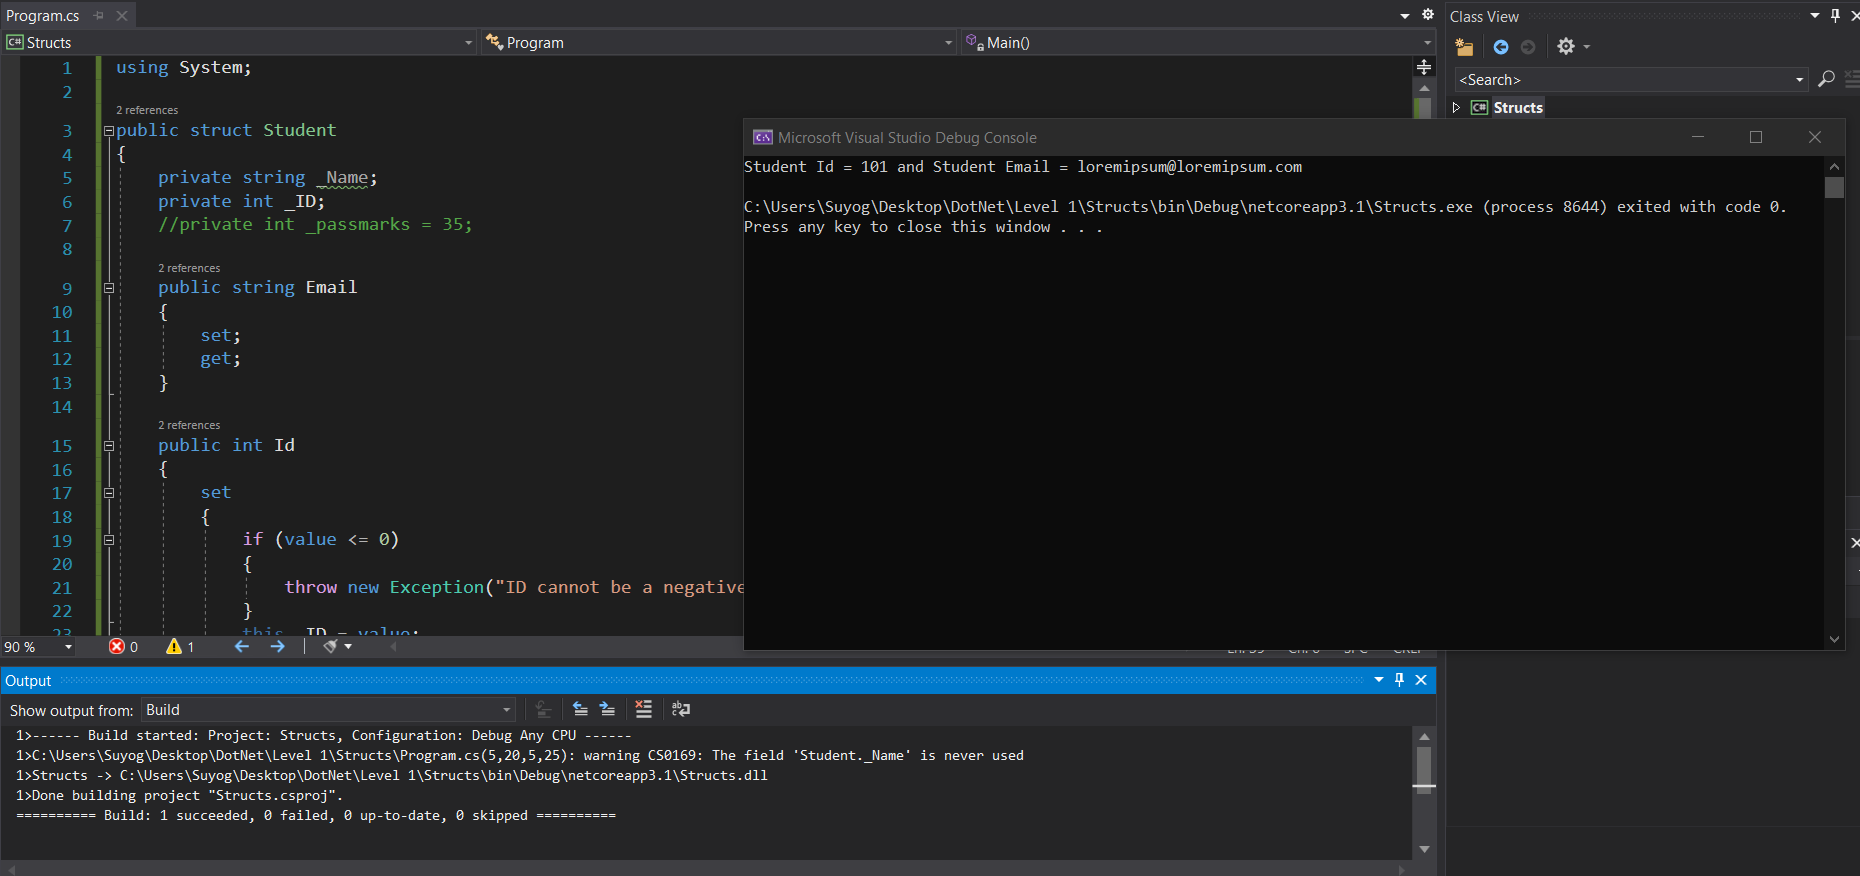 Program.cs
Structs
Program
Main()
1 using System;
2
2 references
3 public struct Student
4 {
5 private string _Name;
6 private int _ID;
7 //private int _passmarks = 35;
8
2 references
9 public string Email
10 {
11 set;
12 get;
13 }
14
2 references
15 public int Id
16 {
17 set
18 {
19 if (value <= 0)
20 {
21 throw new Exception("ID cannot be a negative
22 }
23 this._ID = value;
90 %
0
1
Class View
<Search>
C# Structs
Microsoft Visual Studio Debug Console
Student Id = 101 and Student Email = loremipsum@loremipsum.com
C:\Users\Suyog\Desktop\DotNet\Level 1\Structs\bin\Debug\netcoreapp3.1\Structs.exe (process 8644) exited with code 0.
Press any key to close this window . . .
Output
Show output from: Build
1>------ Build started: Project: Structs, Configuration: Debug Any CPU ------
1>C:\Users\Suyog\Desktop\DotNet\Level 1\Structs\Program.cs(5,20,5,25): warning CS0169: The field 'Student._Name' is never used
1>Structs -> C:\Users\Suyog\Desktop\DotNet\Level 1\Structs\bin\Debug\netcoreapp3.1\Structs.dll
1>Done building project "Structs.csproj".
========== Build: 1 succeeded, 0 failed, 0 up-to-date, 0 skipped ==========